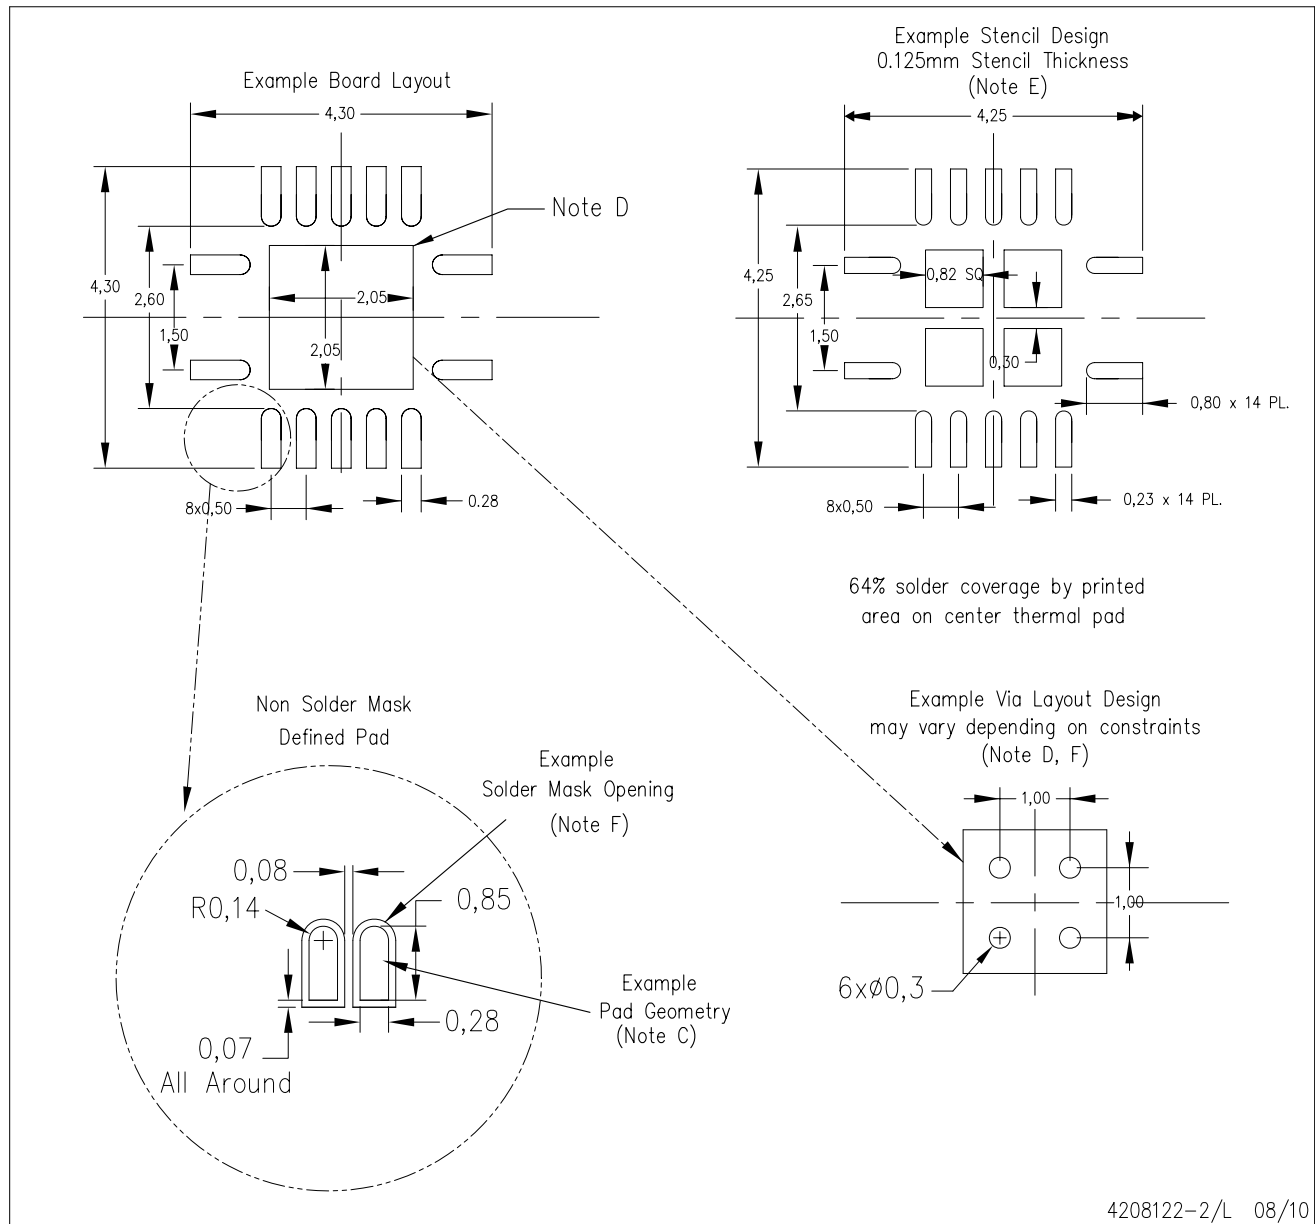 Example Board Layout
4,30
Note D
4,30
2,60
1,50
2,05
2,05
8x0,50
0.28
Example Stencil Design
0.125mm Stencil Thickness
(Note E)
4,25
4,25
2,65
1,50
0,82 SQ
0,30
0,80 x 14 PL.
8x0,50
0,23 x 14 PL.
64% solder coverage by printed
area on center thermal pad
Non Solder Mask
Defined Pad
Example
Solder Mask Opening
(Note F)
0,08
R0,14
0,85
0,28
0,07
All Around
Example
Pad Geometry
(Note C)
Example Via Layout Design
may vary depending on constraints
(Note D, F)
1,00
1,00
6xø0,3
4208122-2/L 08/10